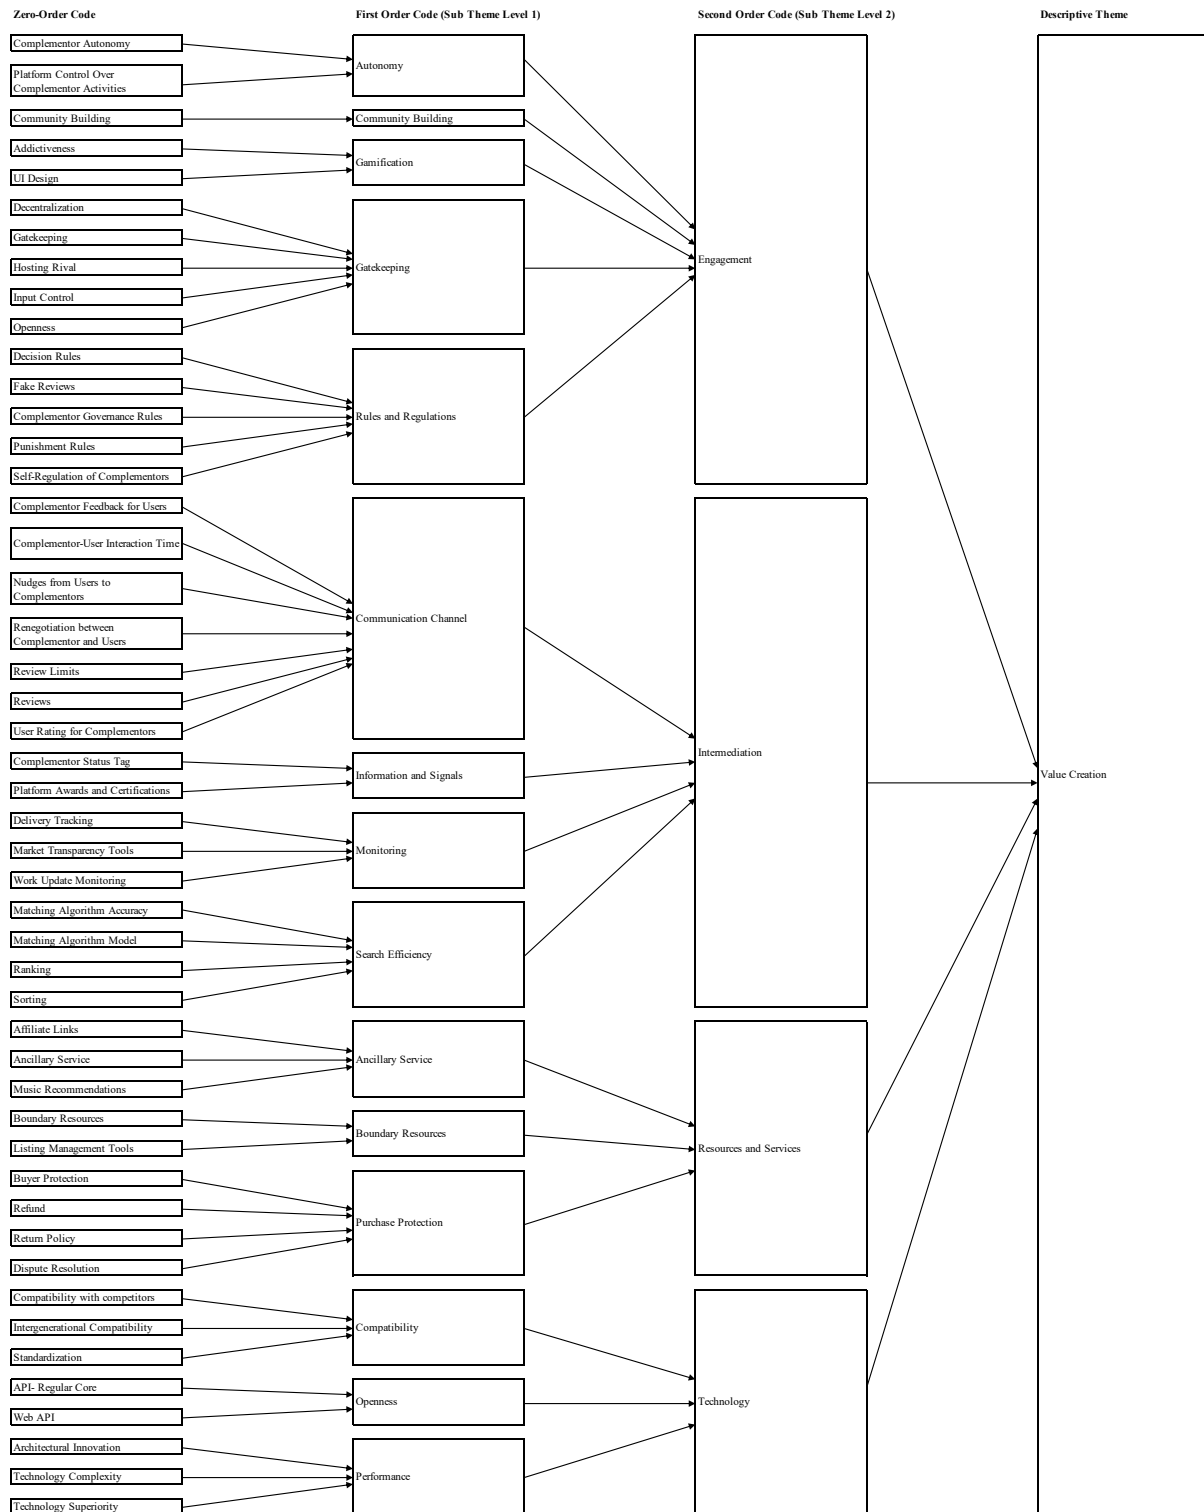 Zero-Order Code
First Order Code (Sub Theme Level 1)
Second Order Code (Sub Theme Level 2)
Descriptive Theme
Complementor Autonomy
Platform Control Over
Complementor Activities
Autonomy
Community Building
Community Building
Addictiveness
UI Design
Gamification
Decentralization
Gatekeeping
Hosting Rival
Input Control
Openness
Gatekeeping
Engagement
Decision Rules
Fake Reviews
Complementor Governance Rules
Punishment Rules
Self-Regulation of Complementors
Rules and Regulations
Complementor Feedback for Users
Complementor-User Interaction Time
Nudges from Users to
Complementors
Renegotiation between
Complementor and Users
Review Limits
Reviews
User Rating for Complementors
Communication Channel
Complementor Status Tag
Platform Awards and Certifications
Information and Signals
Intermediation
Value Creation
Delivery Tracking
Market Transparency Tools
Work Update Monitoring
Monitoring
Matching Algorithm Accuracy
Matching Algorithm Model
Ranking
Sorting
Search Efficiency
Affiliate Links
Ancillary Service
Music Recommendations
Ancillary Service
Boundary Resources
Listing Management Tools
Boundary Resources
Resources and Services
Buyer Protection
Refund
Return Policy
Dispute Resolution
Purchase Protection
Compatibility with competitors
Intergenerational Compatibility
Standardization
Compatibility
API- Regular Core
Web API
Openness
Technology
Architectural Innovation
Technology Complexity
Technology Superiority
Performance